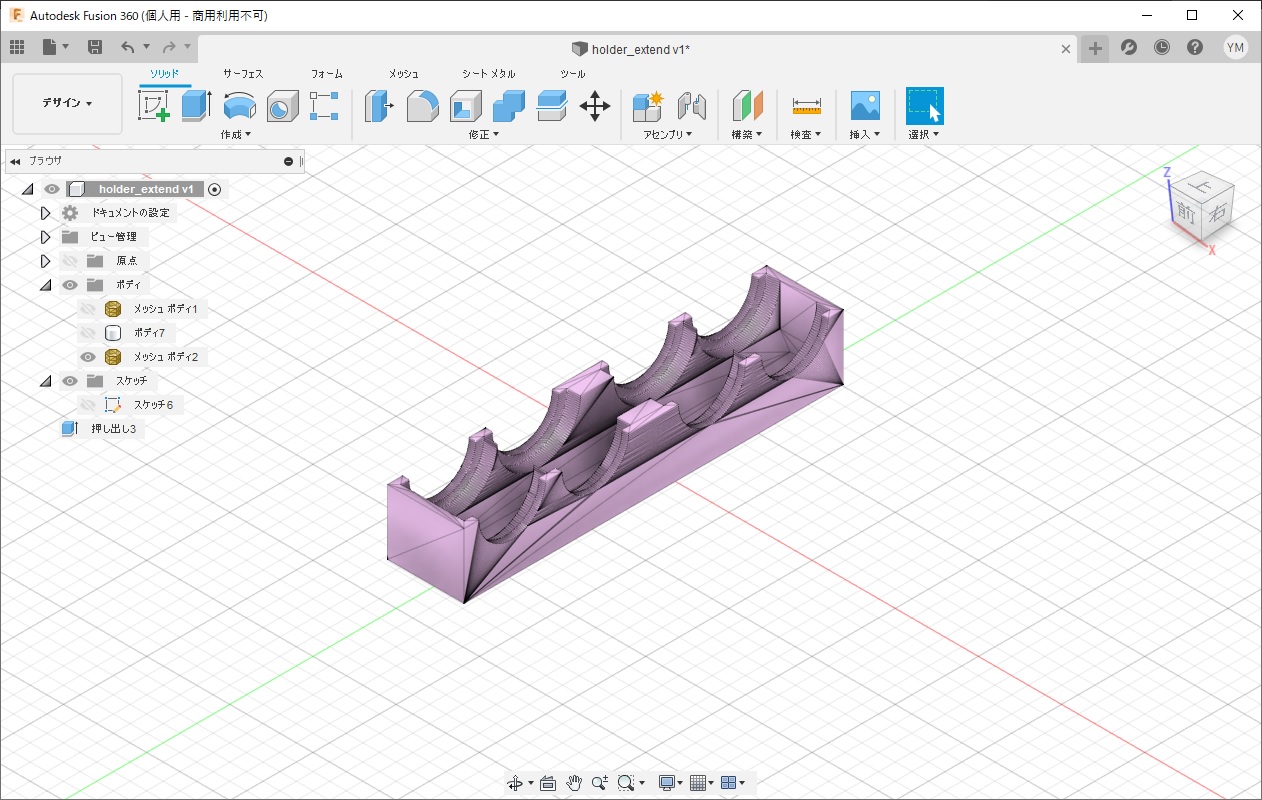 Autodesk Fusion 360 (個人用 - 商用利用不可)
holder_extend v1*
YM
ソリッド サーフェス フォーム メッシュ シート メタル ツール
デザイン
作成 修正 アセンブリ 構築 検査 挿入 選択
ブラウザ
holder_extend v1
ドキュメントの設定
ビュー管理
原点
ボディ
メッシュ ボディ1
ボディ7
メッシュ ボディ2
スケッチ
スケッチ6
押し出し3
Z
上
前 右
X